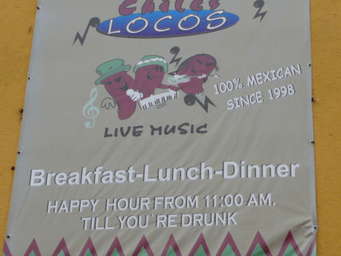 Chiles
LOCOS
100% MEXICAN
SINCE 1998
LIVE MUSIC
Breakfast-Lunch-Dinner
HAPPY HOUR FROM 11:00 AM.
TILL YOU' RE DRUNK